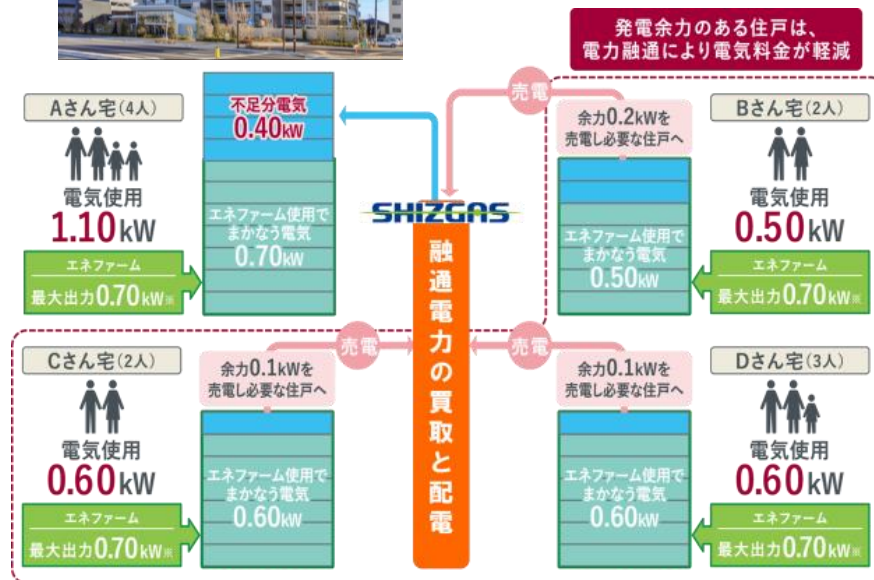 発電余力のある住戸は、
電力融通により電気料金が軽減
Aさん宅(4人)
電気使用
1.10kW
エネファーム
最大出力0.70kW※
不足分電気
0.40kW
エネファーム使用で
まかなう電気
0.70kW
売電
余力0.2kWを
売電し必要な住戸へ
エネファーム使用で
まかなう電気
0.50kW
Bさん宅(2人)
電気使用
0.50kW
エネファーム
最大出力0.70kW※
SHIZGAS
融通電力の買取と配電
Cさん宅(2人)
電気使用
0.60kW
エネファーム
最大出力0.70kW※
売電
余力0.1kWを
売電し必要な住戸へ
エネファーム使用で
まかなう電気
0.60kW
売電
余力0.1kWを
売電し必要な住戸へ
エネファーム使用で
まかなう電気
0.60kW
Dさん宅(3人)
電気使用
0.60kW
エネファーム
最大出力0.70kW※